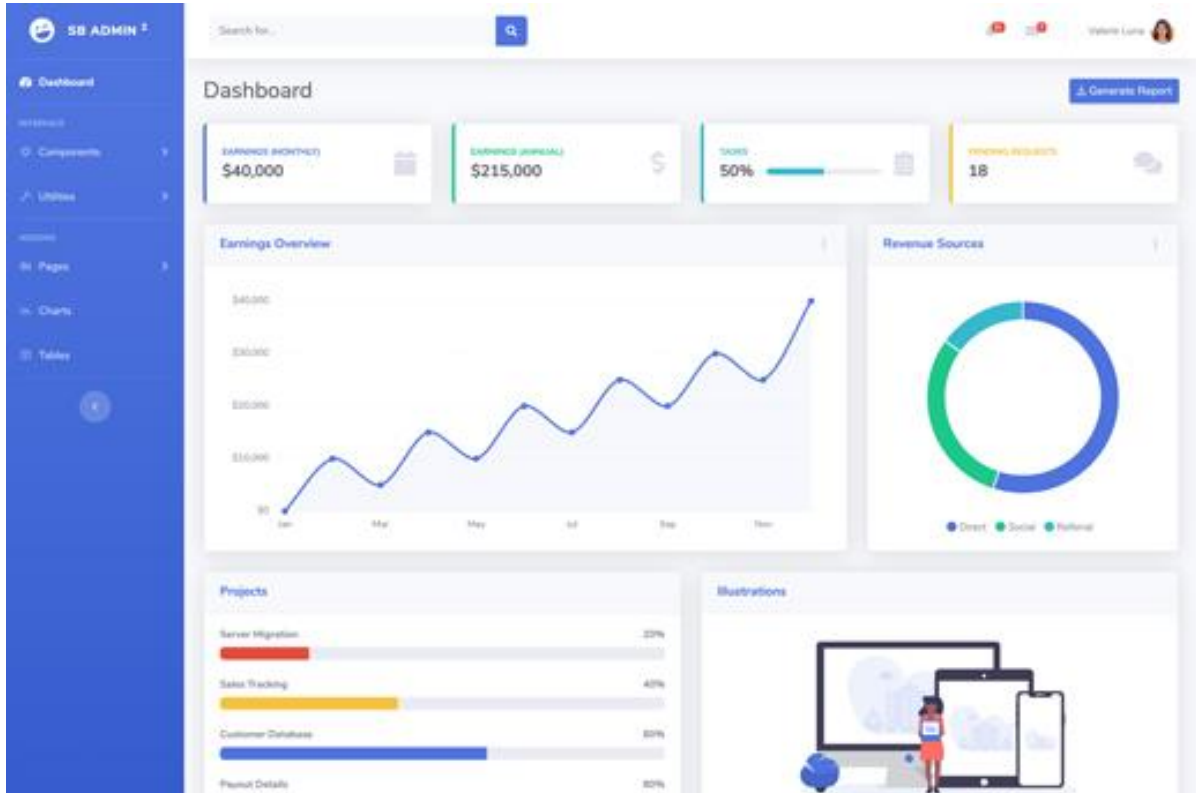 SB ADMIN 2
Search for...
Valerie Luna
Dashboard
INTERFACE
Components
Utilities
Pages
Charts
Tables
Dashboard
Generate Report
EARNINGS (MONTHLY)
$40,000
EARNINGS (ANNUAL)
$215,000
TASKS
50%
PENDING REQUESTS
18
Earnings Overview
$40,000
$30,000
$20,000
$10,000
$0
Jan Mar May Jul Sep Nov
Revenue Sources
Direct Social Referral
Projects
Server Migration 20%
Sales Tracking 40%
Customer Database 60%
Payout Details 80%
Illustrations